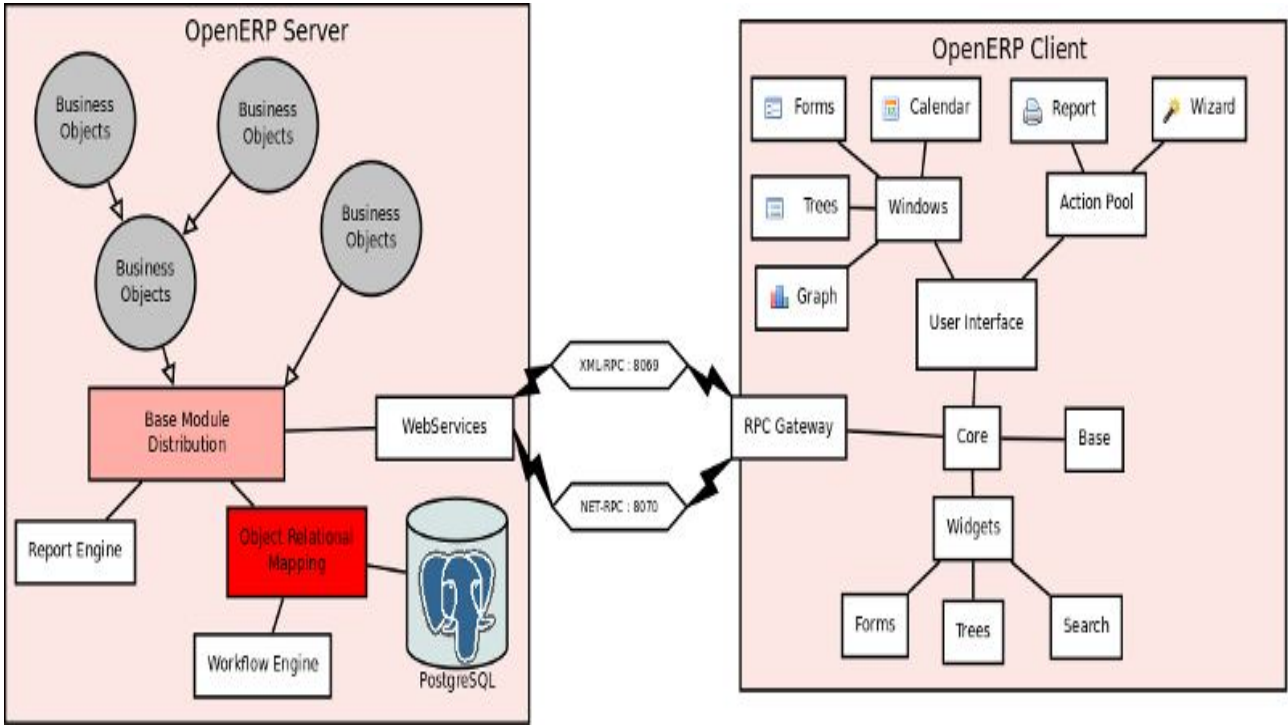 OpenERP Server
Business
Objects
Business
Objects
Business
Objects
Business
Objects
Base Module
Distribution
WebServices
Report Engine
Object Relational
Mapping
Workflow Engine
PostgreSQL
XML-RPC : 8069
NET-RPC : 8070
OpenERP Client
Forms
Calendar
Report
Wizard
Trees
Windows
Action Pool
Graph
User Interface
RPC Gateway
Core
Base
Widgets
Forms
Trees
Search